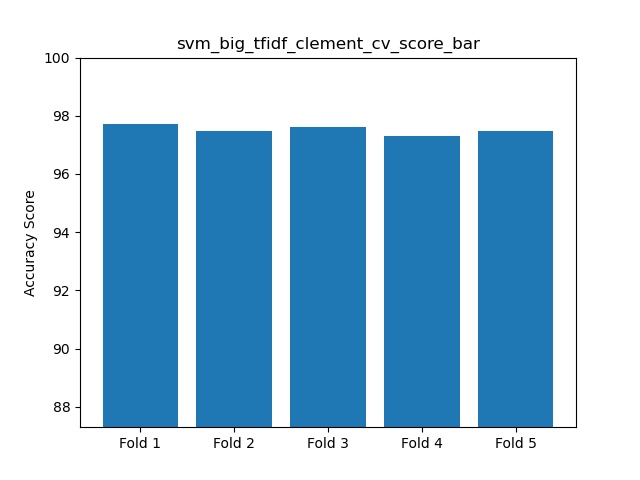 svm_big_tfidf_clement_cv_score_bar
100
98
96
94
92
90
88
Accuracy Score
Fold 1 Fold 2 Fold 3 Fold 4 Fold 5